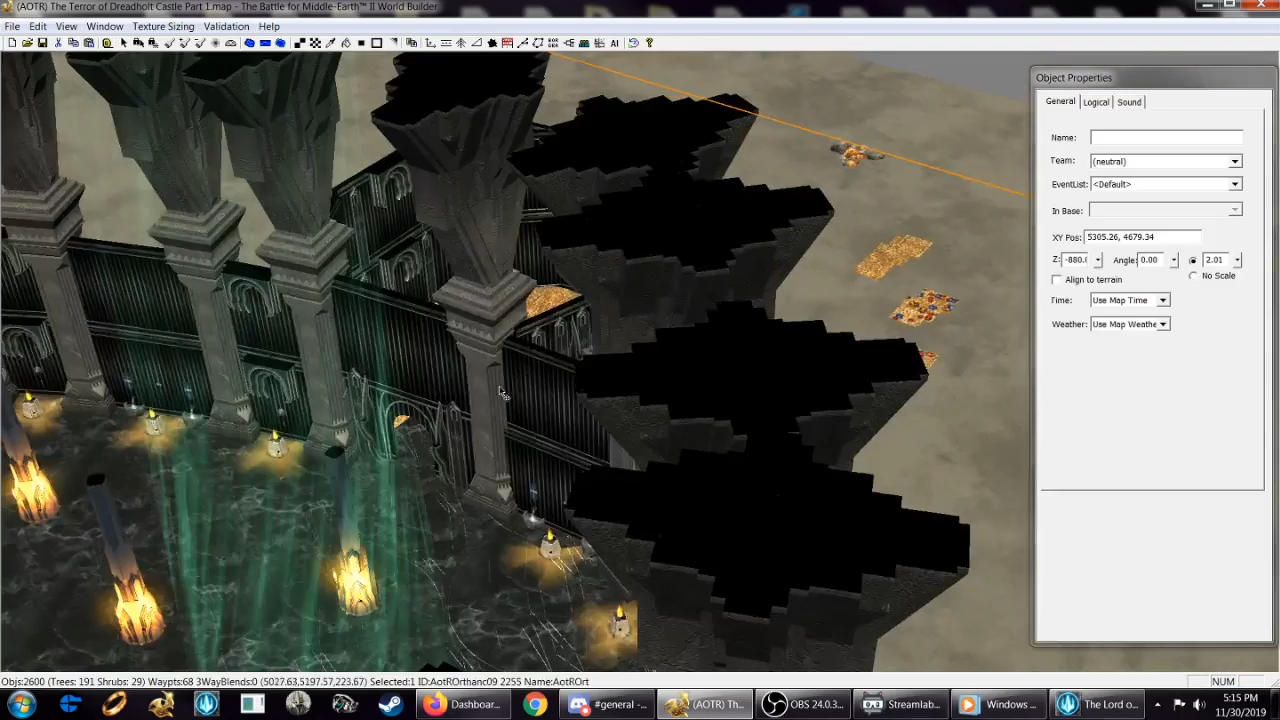 (AOTR) The Terror of Dreadholt Castle Part 1.map - The Battle for Middle-Earth™ II World Builder
File Edit View Window Texture Sizing Validation Help
AI
Object Properties
General Logical Sound
Name:
Team: (neutral)
EventList: <Default>
In Base:
XY Pos: 5305.26, 4679.34
Z: -880.( Angle: 0.00 2.01
No Scale
Align to terrain
Time: Use Map Time
Weather: Use Map Weathe
Objs:2600 (Trees: 191 Shrubs: 29) Waypts:68 3WayBlends:0 (5027.63,5197.57,223.67) Selected:1 ID:AotROrthanc09 2255 Name:AotROrt
NUM
Dashboar... #general -... (AOTR) Th... OBS 24.0.3... Streamlab... Windows ... The Lord o...
5:15 PM
11/30/2019